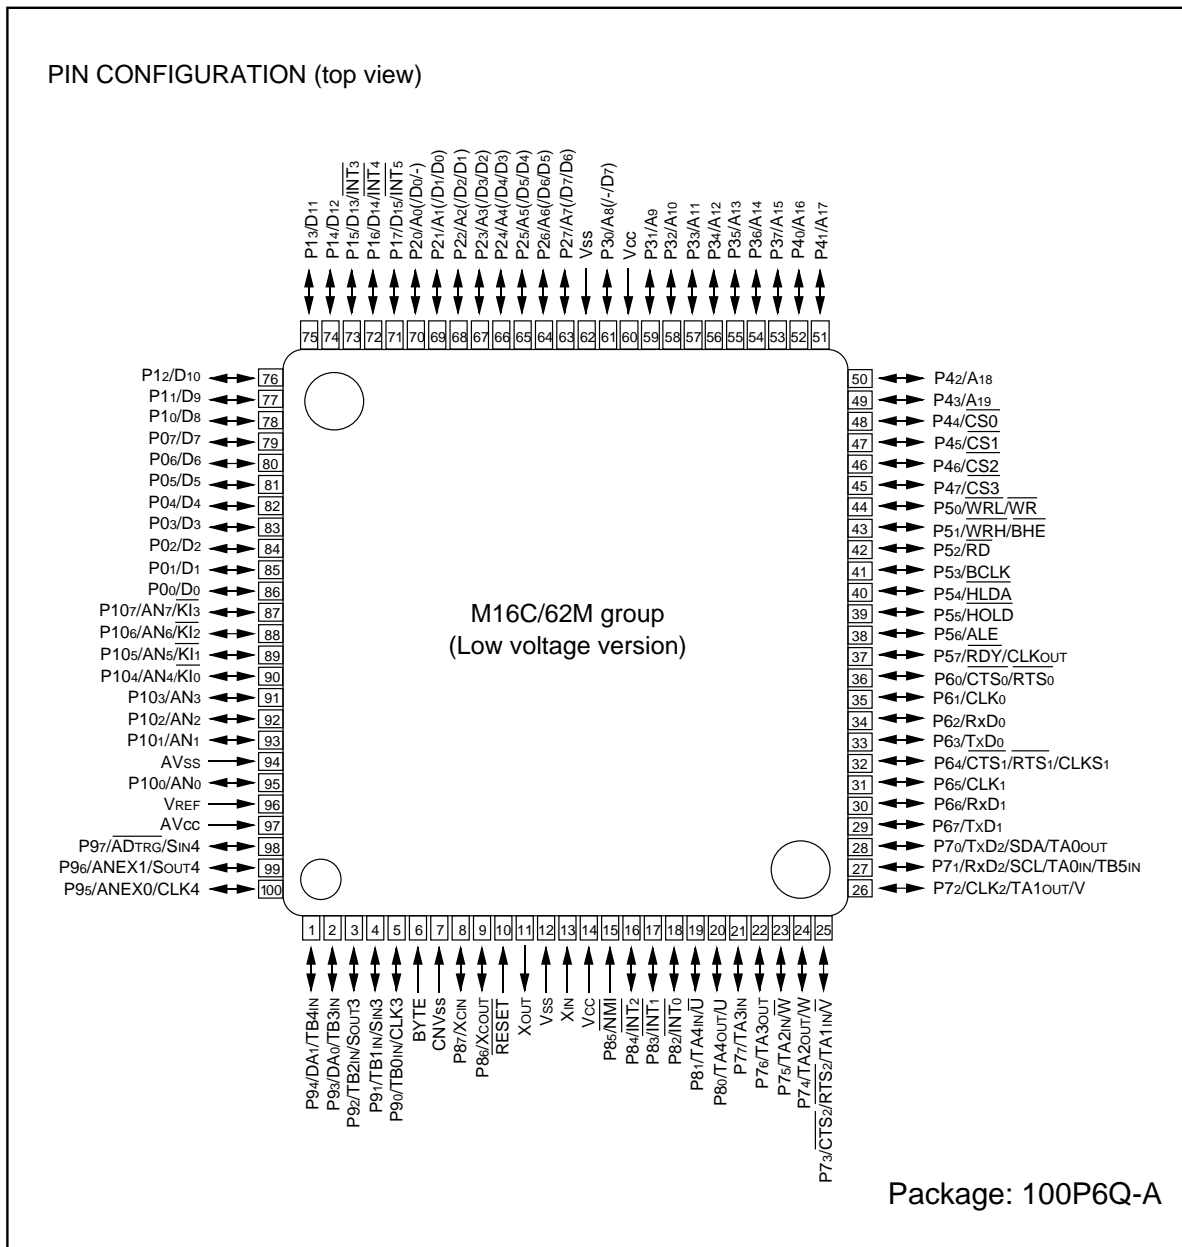 PIN CONFIGURATION (top view)
P13/D11
P14/D12
P15/D13/INT3
P16/D14/INT4
P17/D15/INT5
P20/A0(/D0/-)
P21/A1(/D1/D0)
P22/A2(/D2/D1)
P23/A3(/D3/D2)
P24/A4(/D4/D3)
P25/A5(/D5/D4)
P26/A6(/D6/D5)
P27/A7(/D7/D6)
Vss
P30/A8(/-/D7)
Vcc
P31/A9
P32/A10
P33/A11
P34/A12
P35/A13
P36/A14
P37/A15
P40/A16
P41/A17
75 74 73 72 71 70 69 68 67 66 65 64 63 62 61 60 59 58 57 56 55 54 53 52 51
P12/D10 76
P11/D9 77
P10/D8 78
P07/D7 79
P06/D6 80
P05/D5 81
P04/D4 82
P03/D3 83
P02/D2 84
P01/D1 85
P00/D0 86
P107/AN7/KI3 87
P106/AN6/KI2 88
P105/AN5/KI1 89
P104/AN4/KI0 90
P103/AN3 91
P102/AN2 92
P101/AN1 93
AVSS 94
P100/AN0 95
VREF 96
AVcc 97
P97/ADTRG/SIN4 98
P96/ANEX1/SOUT4 99
P95/ANEX0/CLK4 100
M16C/62M group
(Low voltage version)
50 P42/A18
49 P43/A19
48 P44/CS0
47 P45/CS1
46 P46/CS2
45 P47/CS3
44 P50/WRL/WR
43 P51/WRH/BHE
42 P52/RD
41 P53/BCLK
40 P54/HLDA
39 P55/HOLD
38 P56/ALE
37 P57/RDY/CLKOUT
36 P60/CTS0/RTS0
35 P61/CLK0
34 P62/RxD0
33 P63/TXD0
32 P64/CTS1/RTS1/CLKS1
31 P65/CLK1
30 P66/RxD1
29 P67/TXD1
28 P70/TXD2/SDA/TA0OUT
27 P71/RxD2/SCL/TA0IN/TB5IN
26 P72/CLK2/TA1OUT/V
1 2 3 4 5 6 7 8 9 10 11 12 13 14 15 16 17 18 19 20 21 22 23 24 25
P94/DA1/TB4IN
P93/DA0/TB3IN
P92/TB2IN/SOUT3
P91/TB1IN/SIN3
P90/TB0IN/CLK3
BYTE
CNVss
P87/XCIN
P86/XCOUT
RESET
XOUT
VSS
XIN
VCC
P85/NMI
P84/INT2
P83/INT1
P82/INT0
P81/TA4IN/U
P80/TA4OUT/U
P77/TA3IN
P76/TA3OUT
P75/TA2IN/W
P74/TA2OUT/W
P73/CTS2/RTS2/TA1IN/V
Package: 100P6Q-A